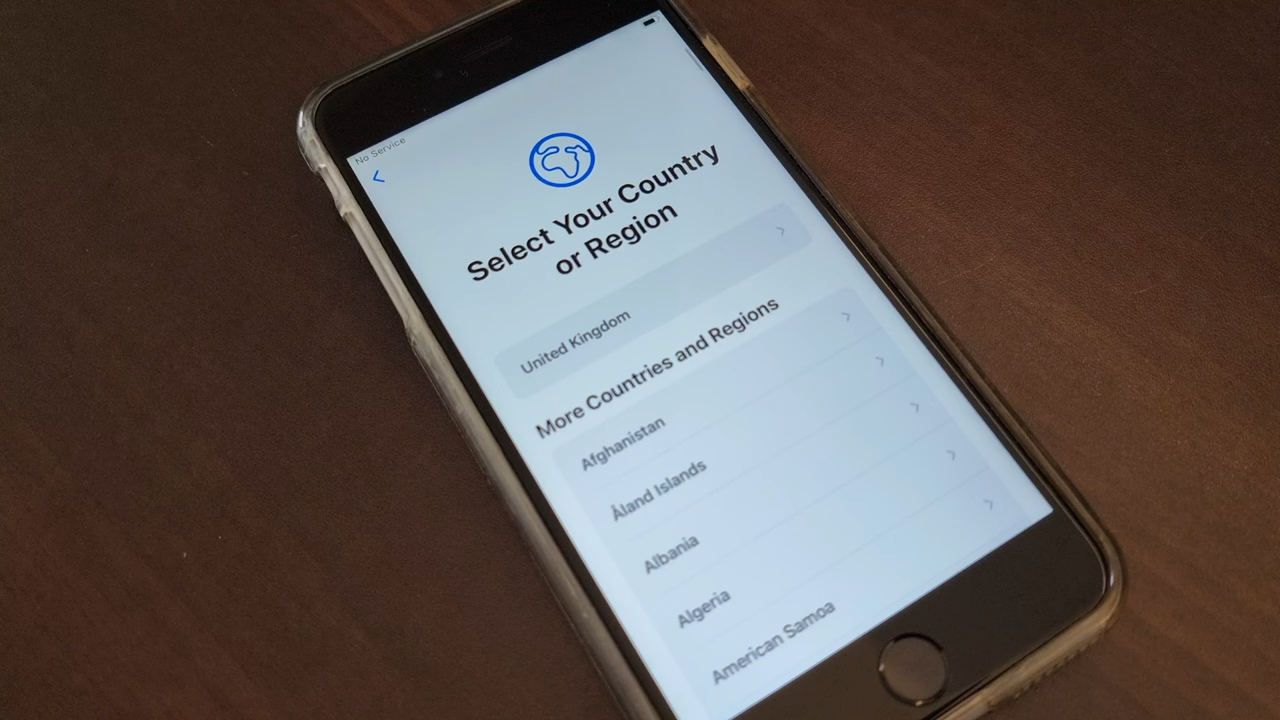 No Service
Select Your Country
or Region
United Kingdom
More Countries and Regions
Afghanistan
Åland Islands
Albania
Algeria
American Samoa